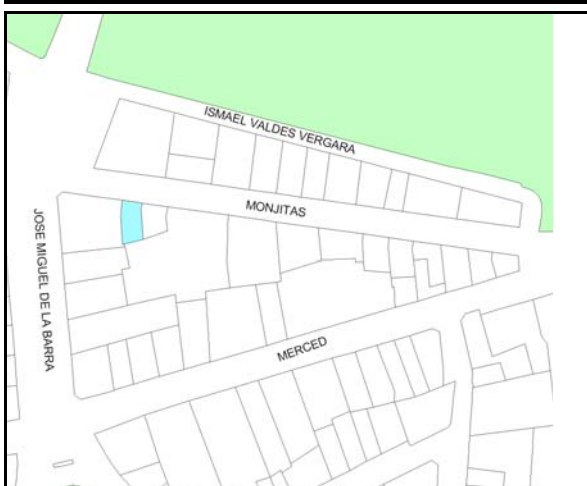 ISMAEL VALDES VERGARA
MONJITAS
JOSE MIGUEL DE LA BARRA
MERCED